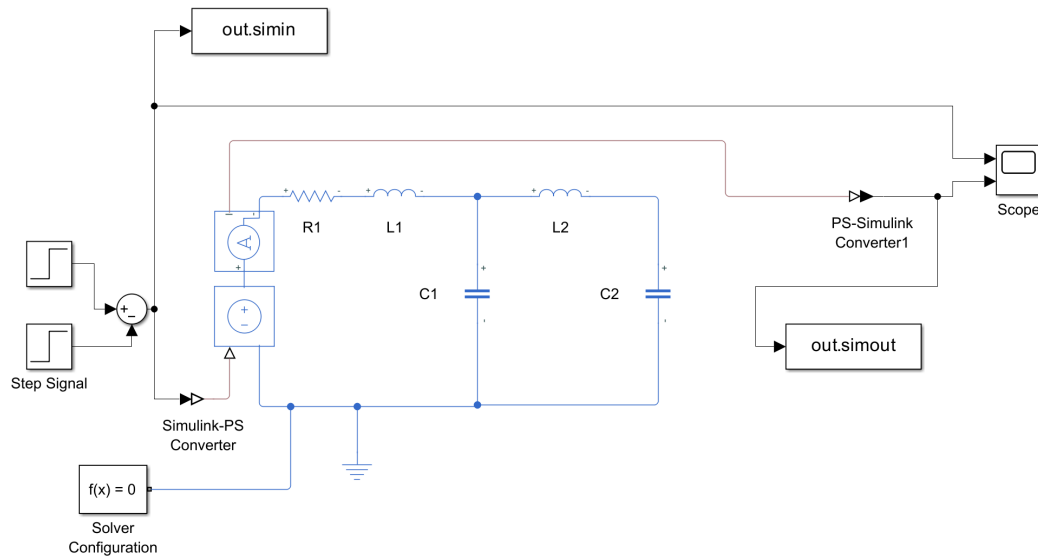 out.simin
R1
L1
L2
Scope
PS-Simulink
Converter1
A
C1
C2
out.simout
Step Signal
Simulink-PS
Converter
f(x) = 0
Solver
Configuration